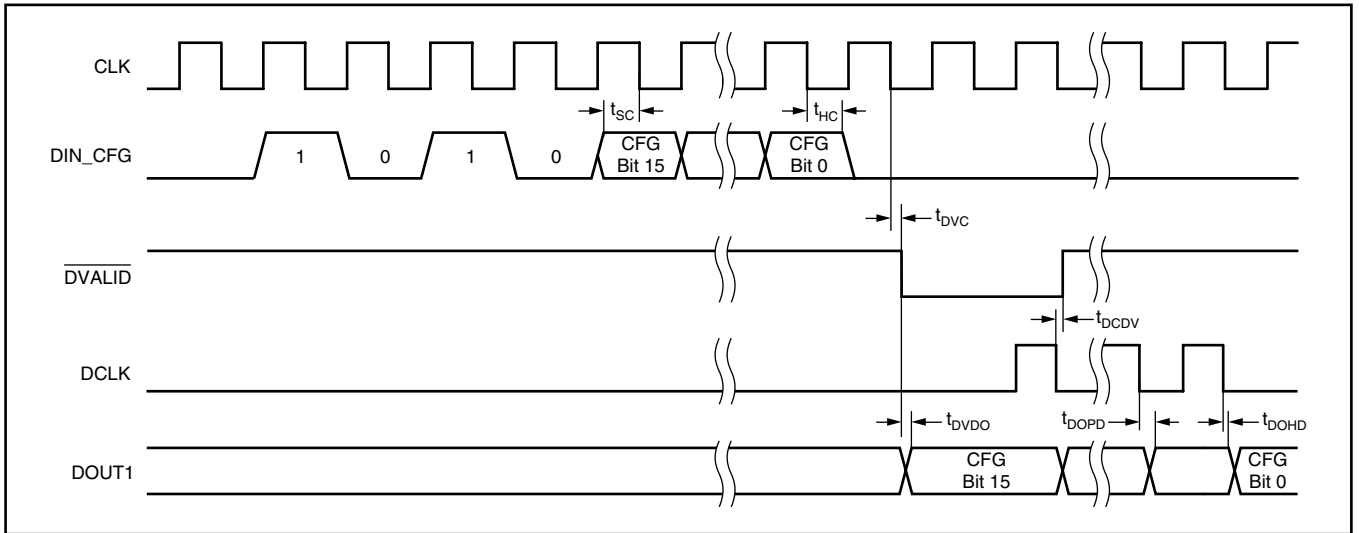 CLK
t_SC
t_HC
DIN_CFG
1
0
1
0
CFG
Bit 15
CFG
Bit 0
t_DVC
DVALID
t_DCDV
DCLK
t_DVDO
t_DOPD
t_DOHD
DOUT1
CFG
Bit 15
CFG
Bit 0